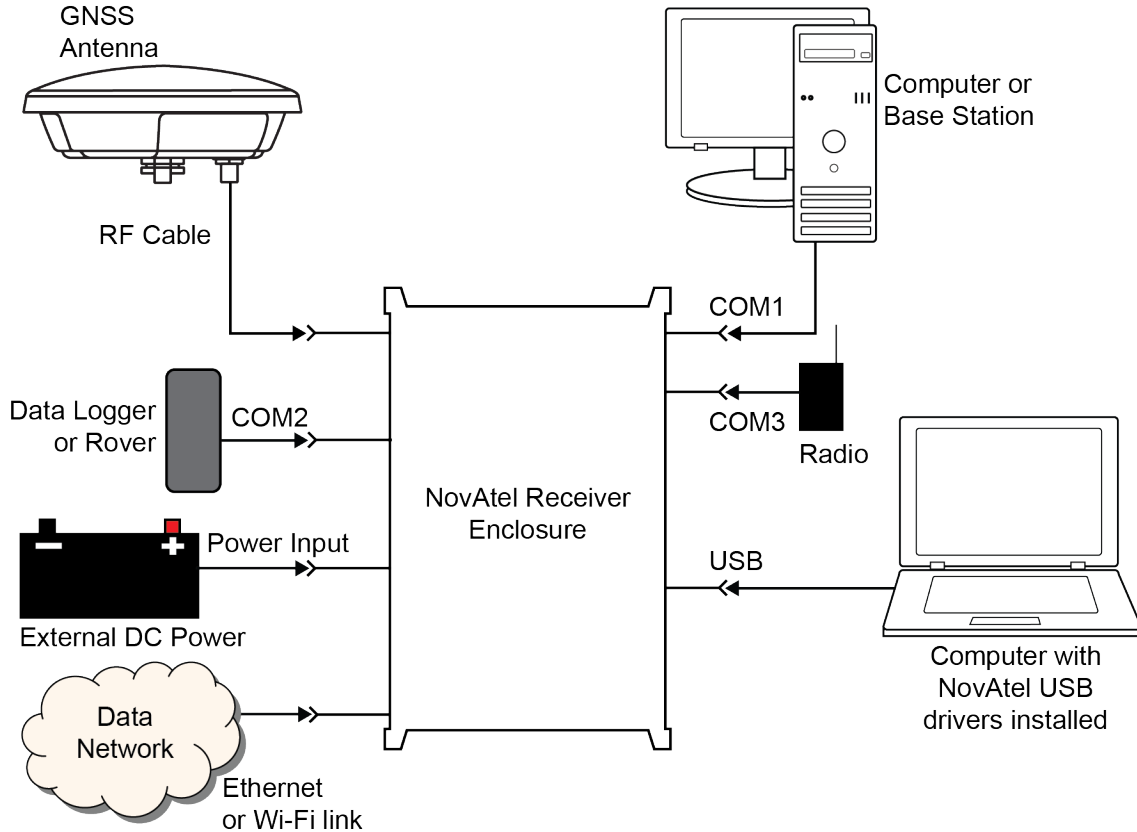 GNSS
Antenna
RF Cable
Computer or
Base Station
COM1
COM3
Radio
Data Logger
or Rover
COM2
NovAtel Receiver
Enclosure
Power Input
External DC Power
USB
Computer with
NovAtel USB
drivers installed
Data
Network
Ethernet
or Wi-Fi link